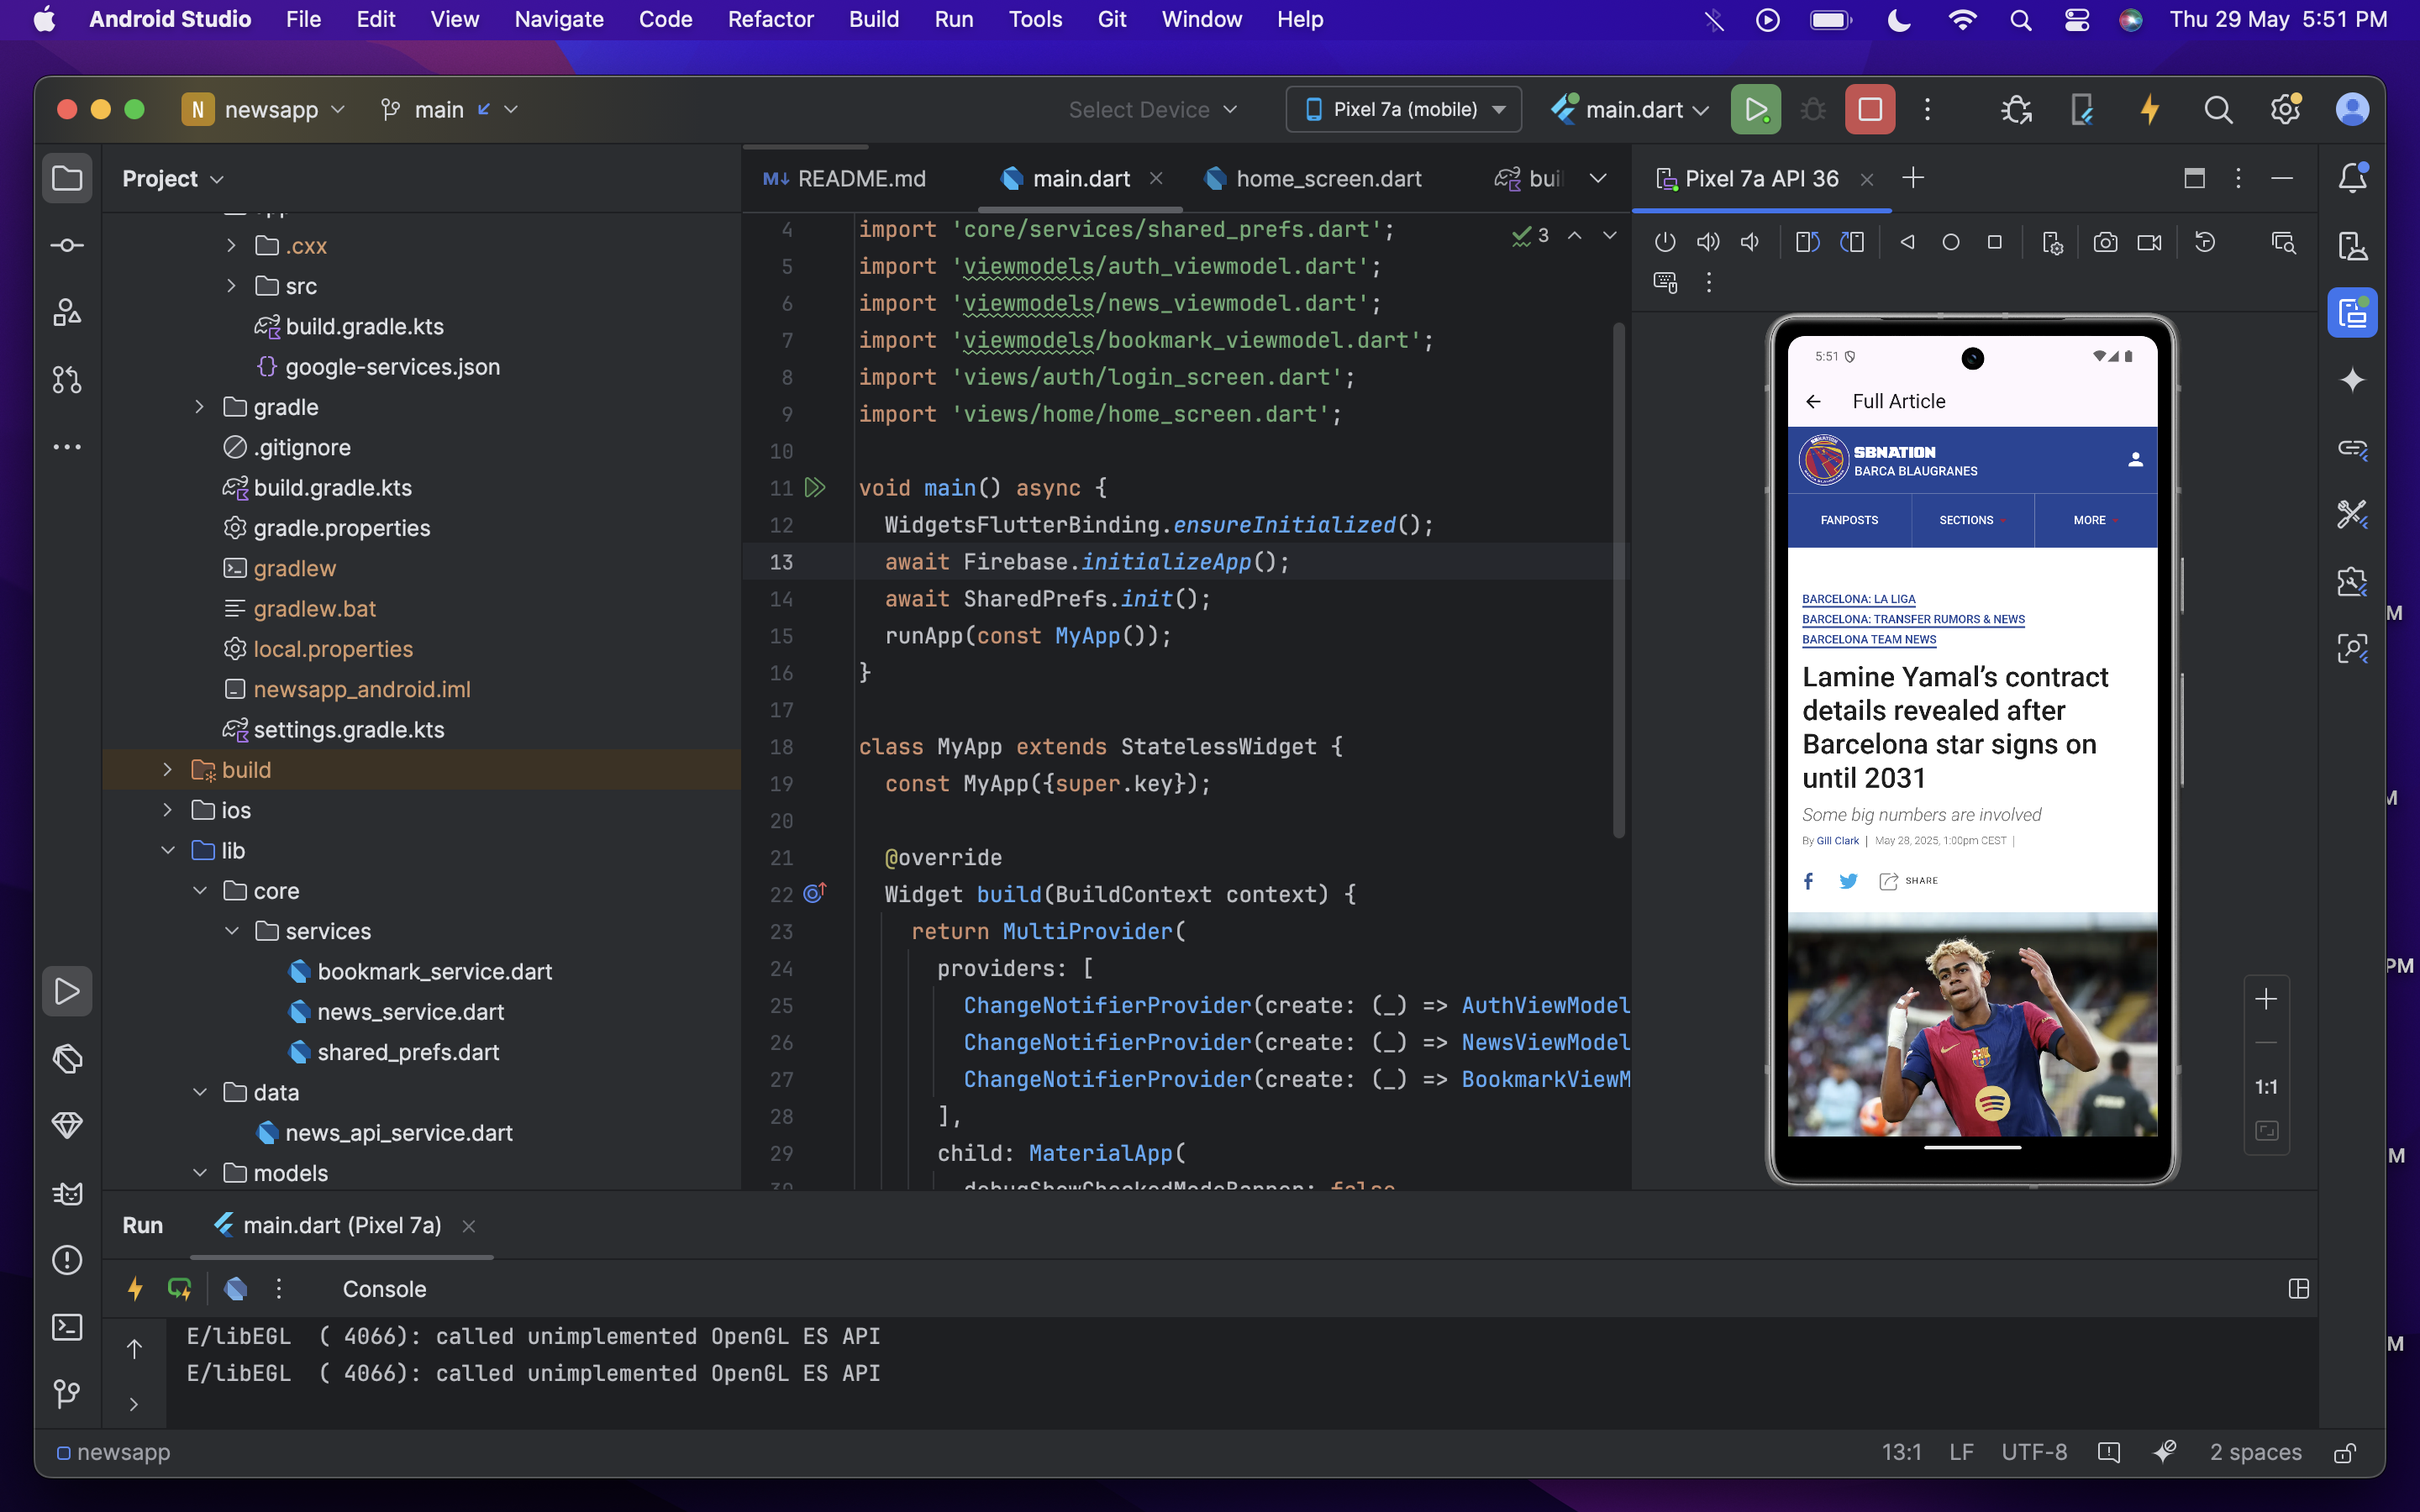 Android Studio File Edit View Navigate Code Refactor Build Run Tools Git Window Help Thu 29 May 5:51 PM
N newsapp main Select Device Pixel 7a (mobile) main.dart
Project
.cxx
src
build.gradle.kts
google-services.json
gradle
.gitignore
build.gradle.kts
gradle.properties
gradlew
gradlew.bat
local.properties
newsapp_android.iml
settings.gradle.kts
build
ios
lib
core
services
bookmark_service.dart
news_service.dart
shared_prefs.dart
data
news_api_service.dart
models
M↓ README.md main.dart home_screen.dart buil
3
4 import 'core/services/shared_prefs.dart';
5 import 'viewmodels/auth_viewmodel.dart';
6 import 'viewmodels/news_viewmodel.dart';
7 import 'viewmodels/bookmark_viewmodel.dart';
8 import 'views/auth/login_screen.dart';
9 import 'views/home/home_screen.dart';
10
11 void main() async {
12 WidgetsFlutterBinding.ensureInitialized();
13 await Firebase.initializeApp();
14 await SharedPrefs.init();
15 runApp(const MyApp());
16 }
17
18 class MyApp extends StatelessWidget {
19 const MyApp({super.key});
20
21 @override
22 Widget build(BuildContext context) {
23 return MultiProvider(
24 providers: [
25 ChangeNotifierProvider(create: (_) => AuthViewModel
26 ChangeNotifierProvider(create: (_) => NewsViewModel
27 ChangeNotifierProvider(create: (_) => BookmarkViewM
28 ],
29 child: MaterialApp(
30 debugShowCheckedModeBanner: false
Pixel 7a API 36
5:51
Full Article
SBNATION
BARCA BLAUGRANES
FANPOSTS SECTIONS MORE
BARCELONA: LA LIGA
BARCELONA: TRANSFER RUMORS & NEWS
BARCELONA TEAM NEWS
Lamine Yamal’s contract
details revealed after
Barcelona star signs on
until 2031
Some big numbers are involved
By Gill Clark | May 28, 2025, 1:00pm CEST |
SHARE
1:1
M
M
PM
M
M
Run main.dart (Pixel 7a)
Console
E/libEGL ( 4066): called unimplemented OpenGL ES API
E/libEGL ( 4066): called unimplemented OpenGL ES API
newsapp 13:1 LF UTF-8 2 spaces